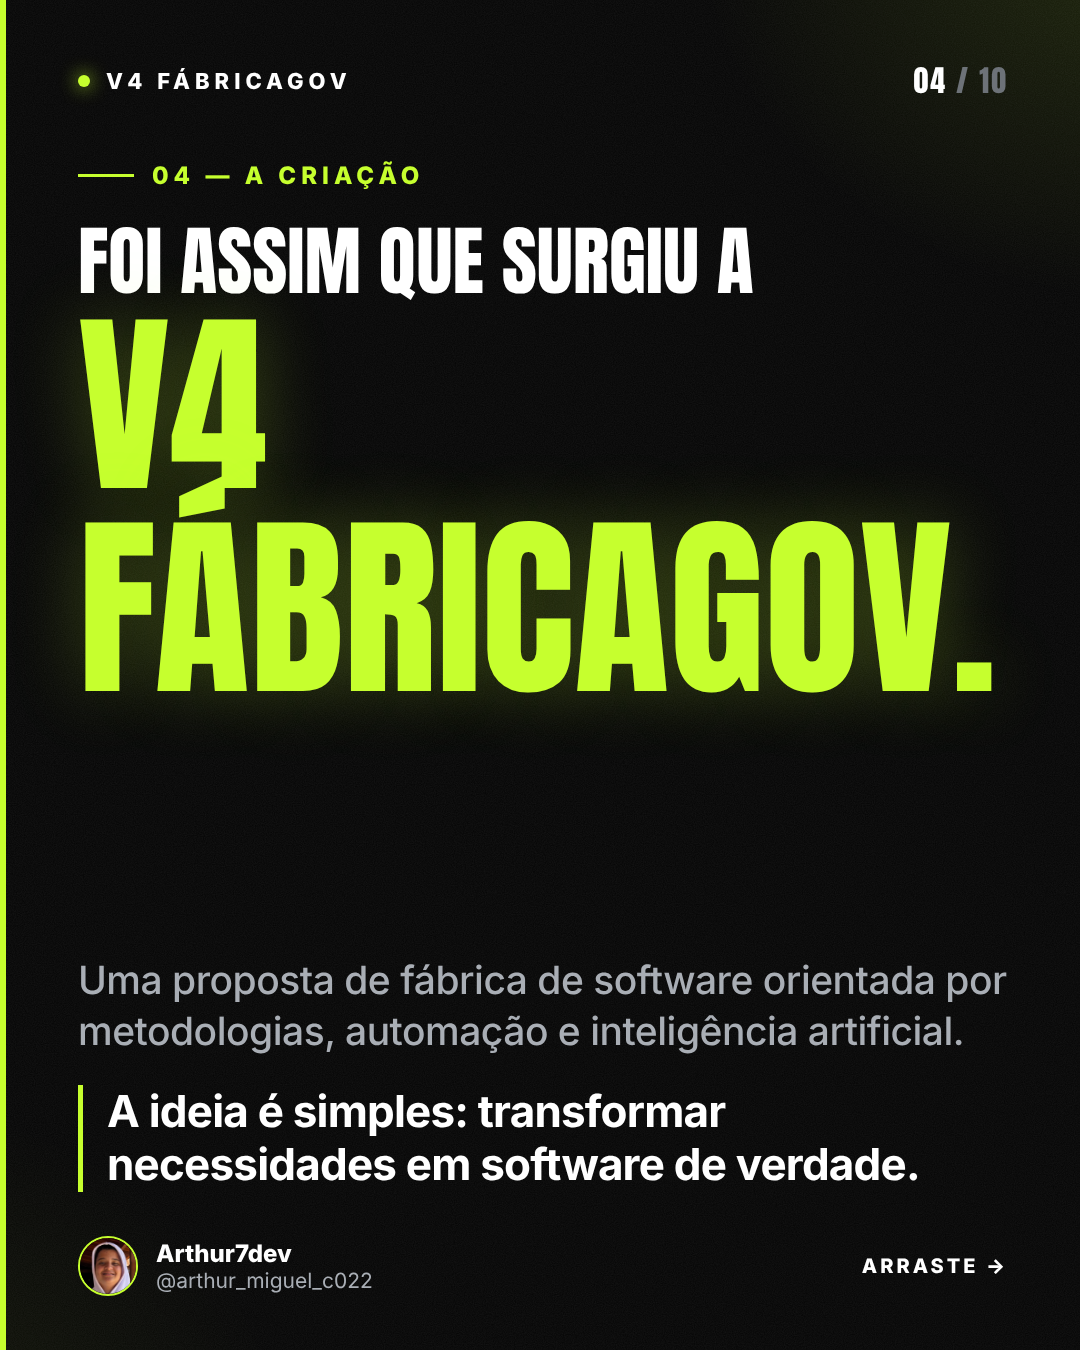 V4 FÁBRICAGOV
04 / 10
04 — A CRIAÇÃO
FOI ASSIM QUE SURGIU A
V4
FÁBRICAGOV.
Uma proposta de fábrica de software orientada por
metodologias, automação e inteligência artificial.
A ideia é simples: transformar
necessidades em software de verdade.
Arthur7dev
@arthur_miguel_c022
ARRASTE →